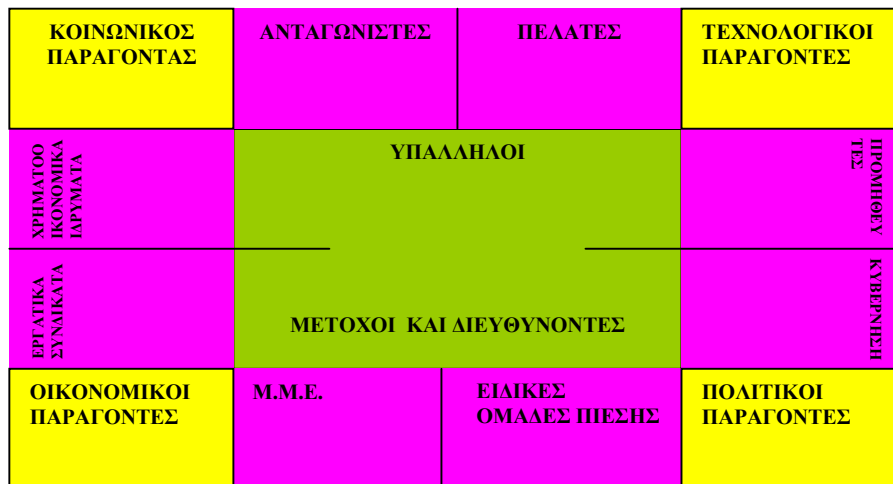 ΚΟΙΝΩΝΙΚΟΣ
ΠΑΡΑΓΟΝΤΑΣ
ΑΝΤΑΓΩΝΙΣΤΕΣ
ΠΕΛΑΤΕΣ
ΤΕΧΝΟΛΟΓΙΚΟΙ
ΠΑΡΑΓΟΝΤΕΣ
ΧΡΗΜΑΤΟΟ
ΙΚΟΝΟΜΙΚΑ
ΙΔΡΥΜΑΤΑ
ΥΠΑΛΛΗΛΟΙ
ΠΡΟΜΗΘΕΥ
ΤΕΣ
ΕΡΓΑΤΙΚΑ
ΣΥΝΔΙΚΑΤΑ
ΜΕΤΟΧΟΙ ΚΑΙ ΔΙΕΥΘΥΝΟΝΤΕΣ
ΚΥΒΕΡΝΗΣΗ
ΟΙΚΟΝΟΜΙΚΟΙ
ΠΑΡΑΓΟΝΤΕΣ
Μ.Μ.Ε.
ΕΙΔΙΚΕΣ
ΟΜΑΔΕΣ ΠΙΕΣΗΣ
ΠΟΛΙΤΙΚΟΙ
ΠΑΡΑΓΟΝΤΕΣ